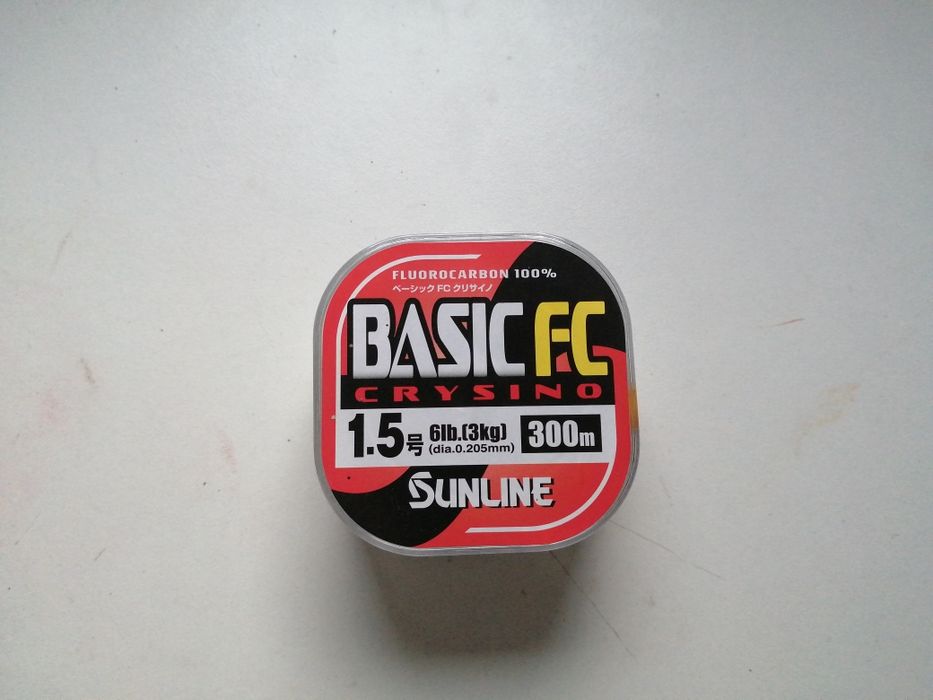 FLUOROCARBON 100%
ベーシック FC クリサイノ
BASIC FC
CRYSINO
1.5号 6lb.(3kg) 300m
(dia.0.205mm)
SUNLINE